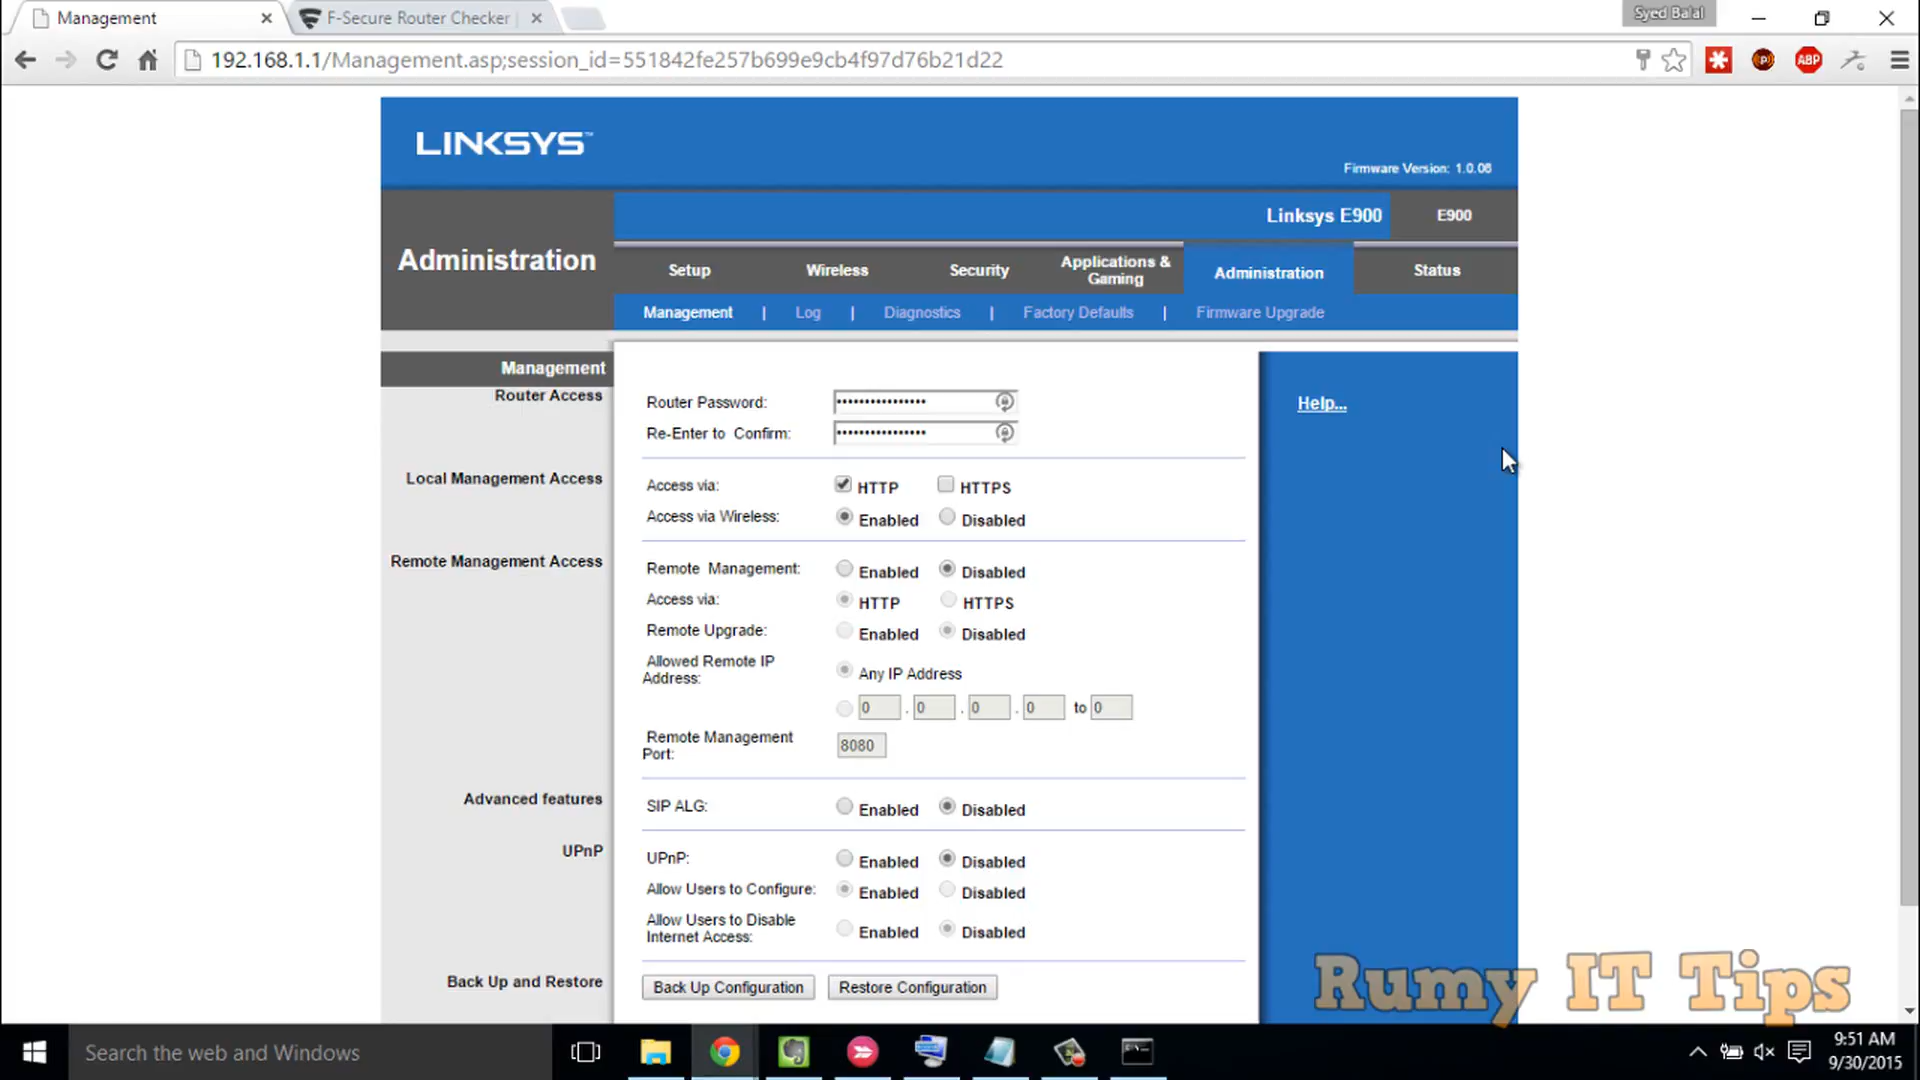 Management
F-Secure Router Checker
Syed Balal
192.168.1.1/Management.asp;session_id=551842fe257b699e9cb4f97d76b21d22
ABP
LINKSYS™
Firmware Version: 1.0.06
Linksys E900
E900
Administration
Setup
Wireless
Security
Applications &
Gaming
Administration
Status
Management | Log | Diagnostics | Factory Defaults | Firmware Upgrade
Management
Router Access
Router Password:
Help...
Re-Enter to Confirm:
Local Management Access
Access via: HTTP HTTPS
Access via Wireless: Enabled Disabled
Remote Management Access
Remote Management: Enabled Disabled
Access via: HTTP HTTPS
Remote Upgrade: Enabled Disabled
Allowed Remote IP
Address:
Any IP Address
0 . 0 . 0 . 0 to 0
Remote Management
Port:
8080
Advanced features
SIP ALG: Enabled Disabled
UPnP
UPnP: Enabled Disabled
Allow Users to Configure: Enabled Disabled
Allow Users to Disable
Internet Access:
Enabled Disabled
Back Up and Restore
Back Up Configuration Restore Configuration
Rumy IT Tips
Search the web and Windows
9:51 AM
9/30/2015